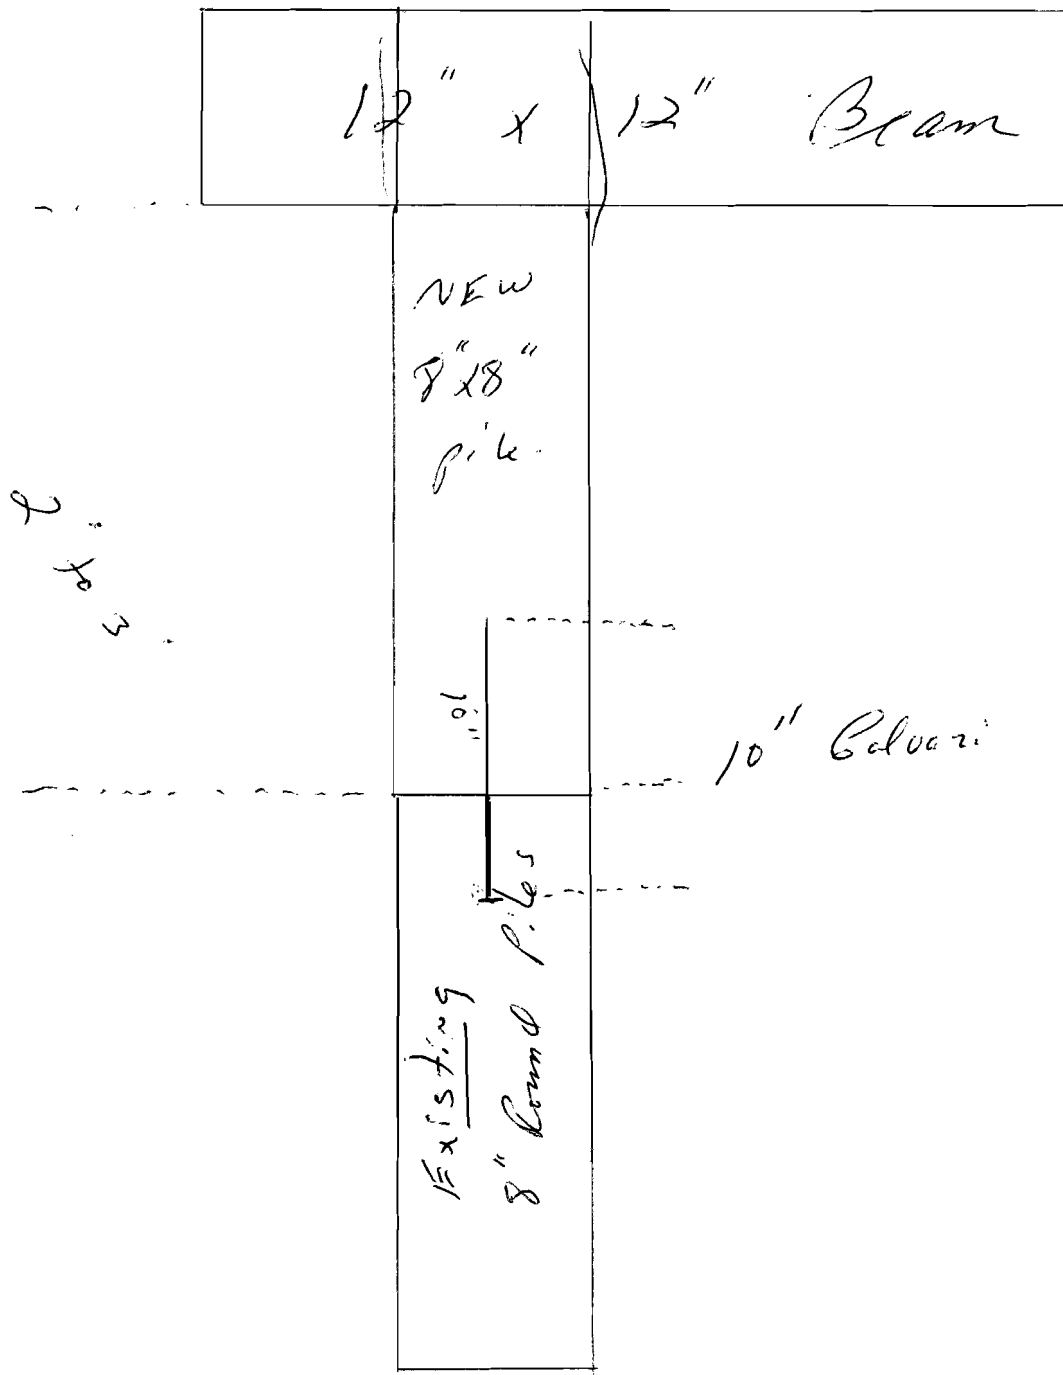 12" x 12" Beam
NEW
8"x8"
pile
2' to 3'
10"
10" Galvani
Existing
8" Round Piles